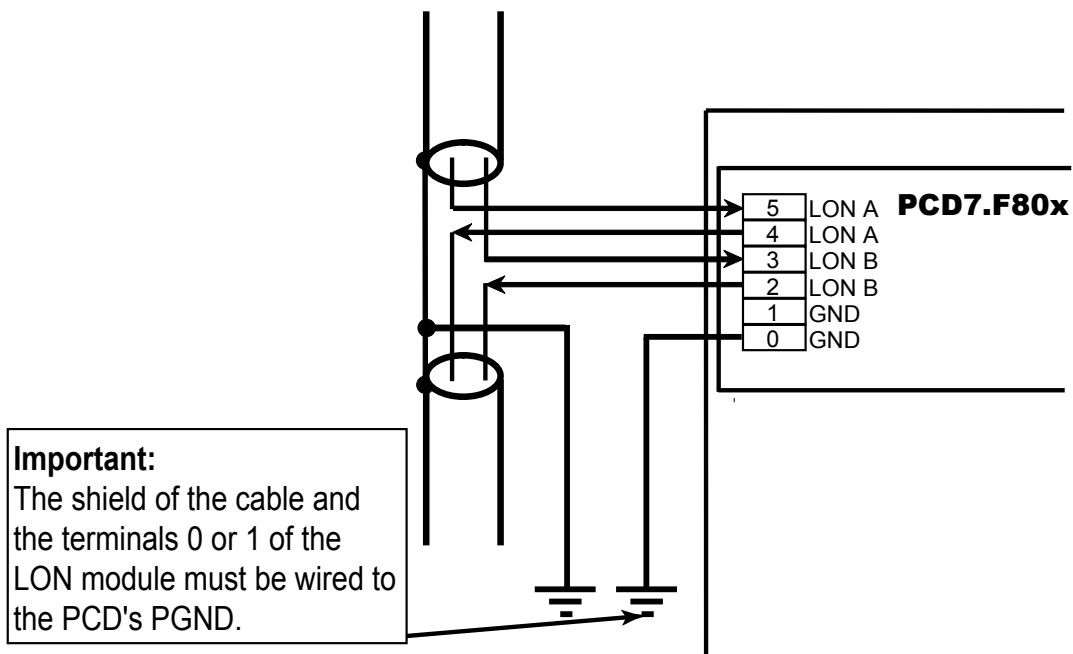 5 LON A PCD7.F80x
4 LON A
3 LON B
2 LON B
1 GND
0 GND
Important:
The shield of the cable and
the terminals 0 or 1 of the
LON module must be wired to
the PCD's PGND.